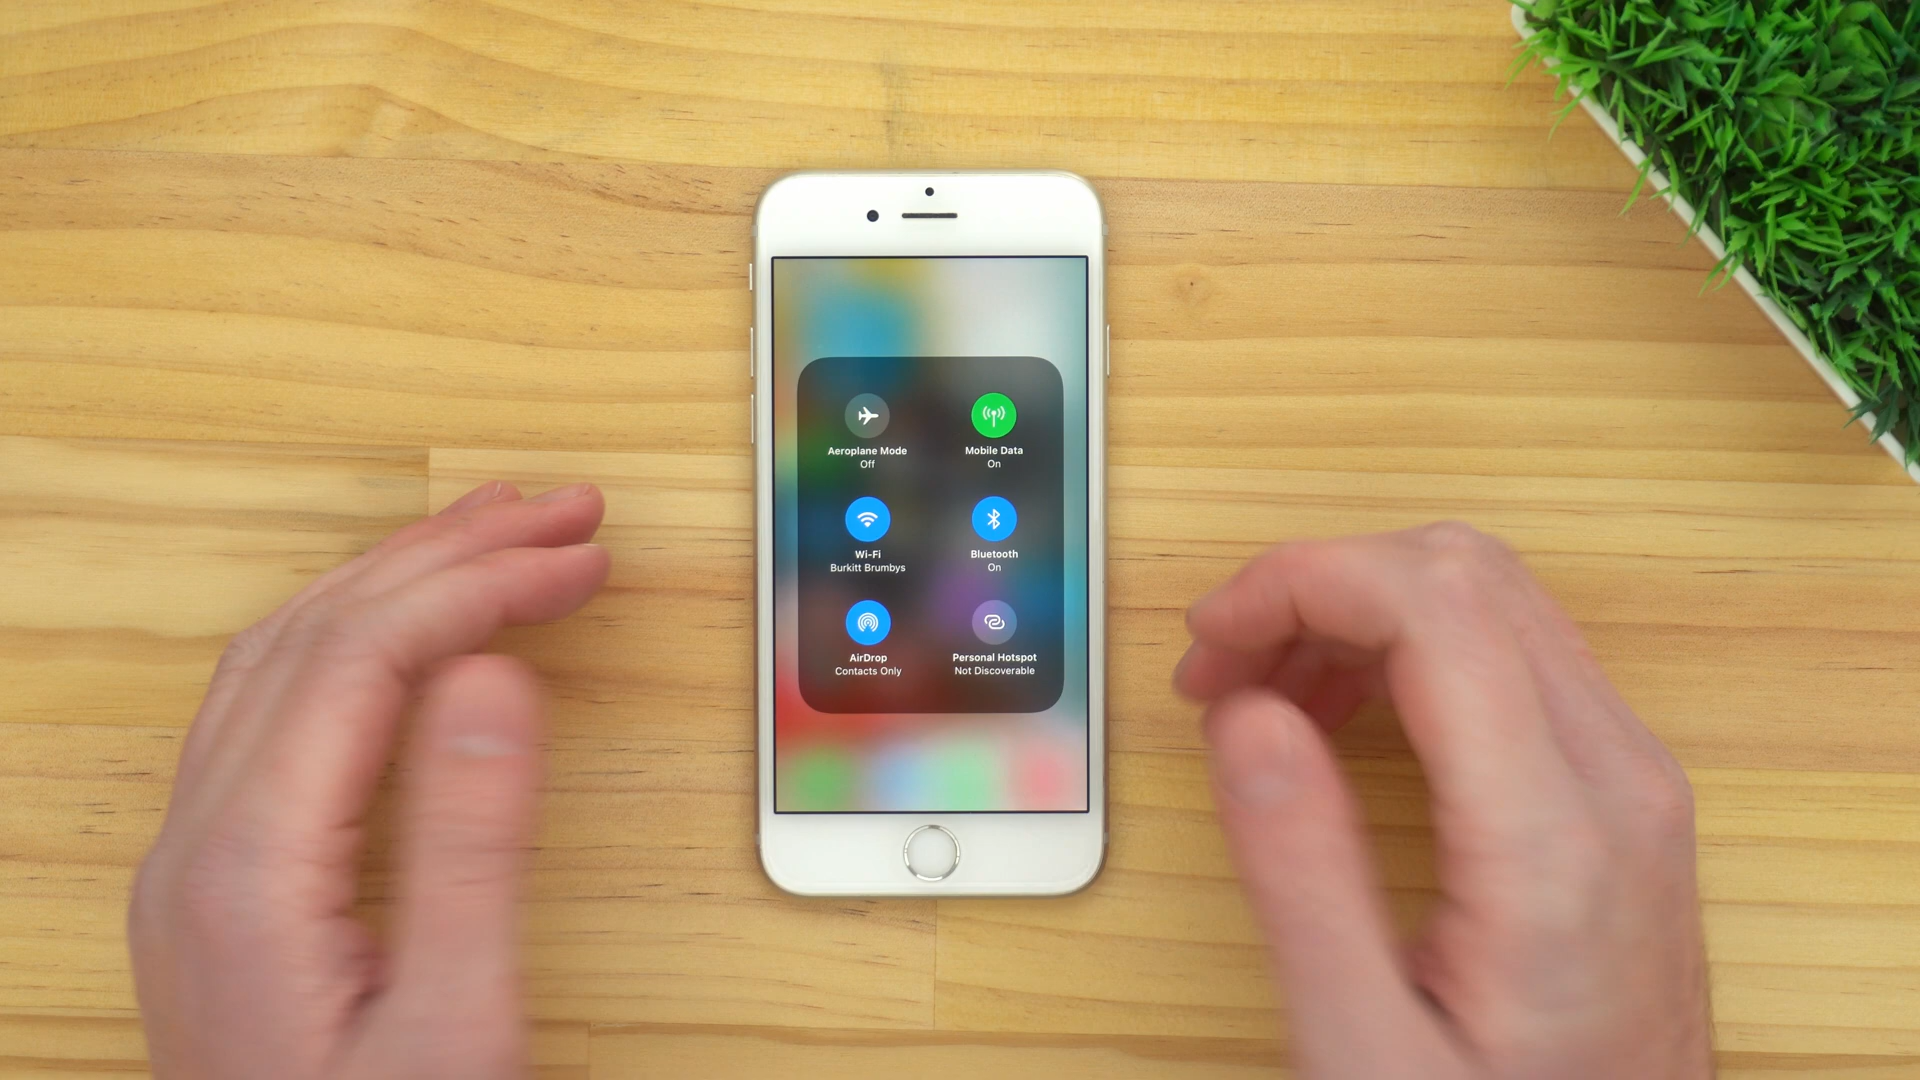 Aeroplane Mode
Off
Mobile Data
On
Wi-Fi
Burkitt Brumbys
Bluetooth
On
AirDrop
Contacts Only
Personal Hotspot
Not Discoverable